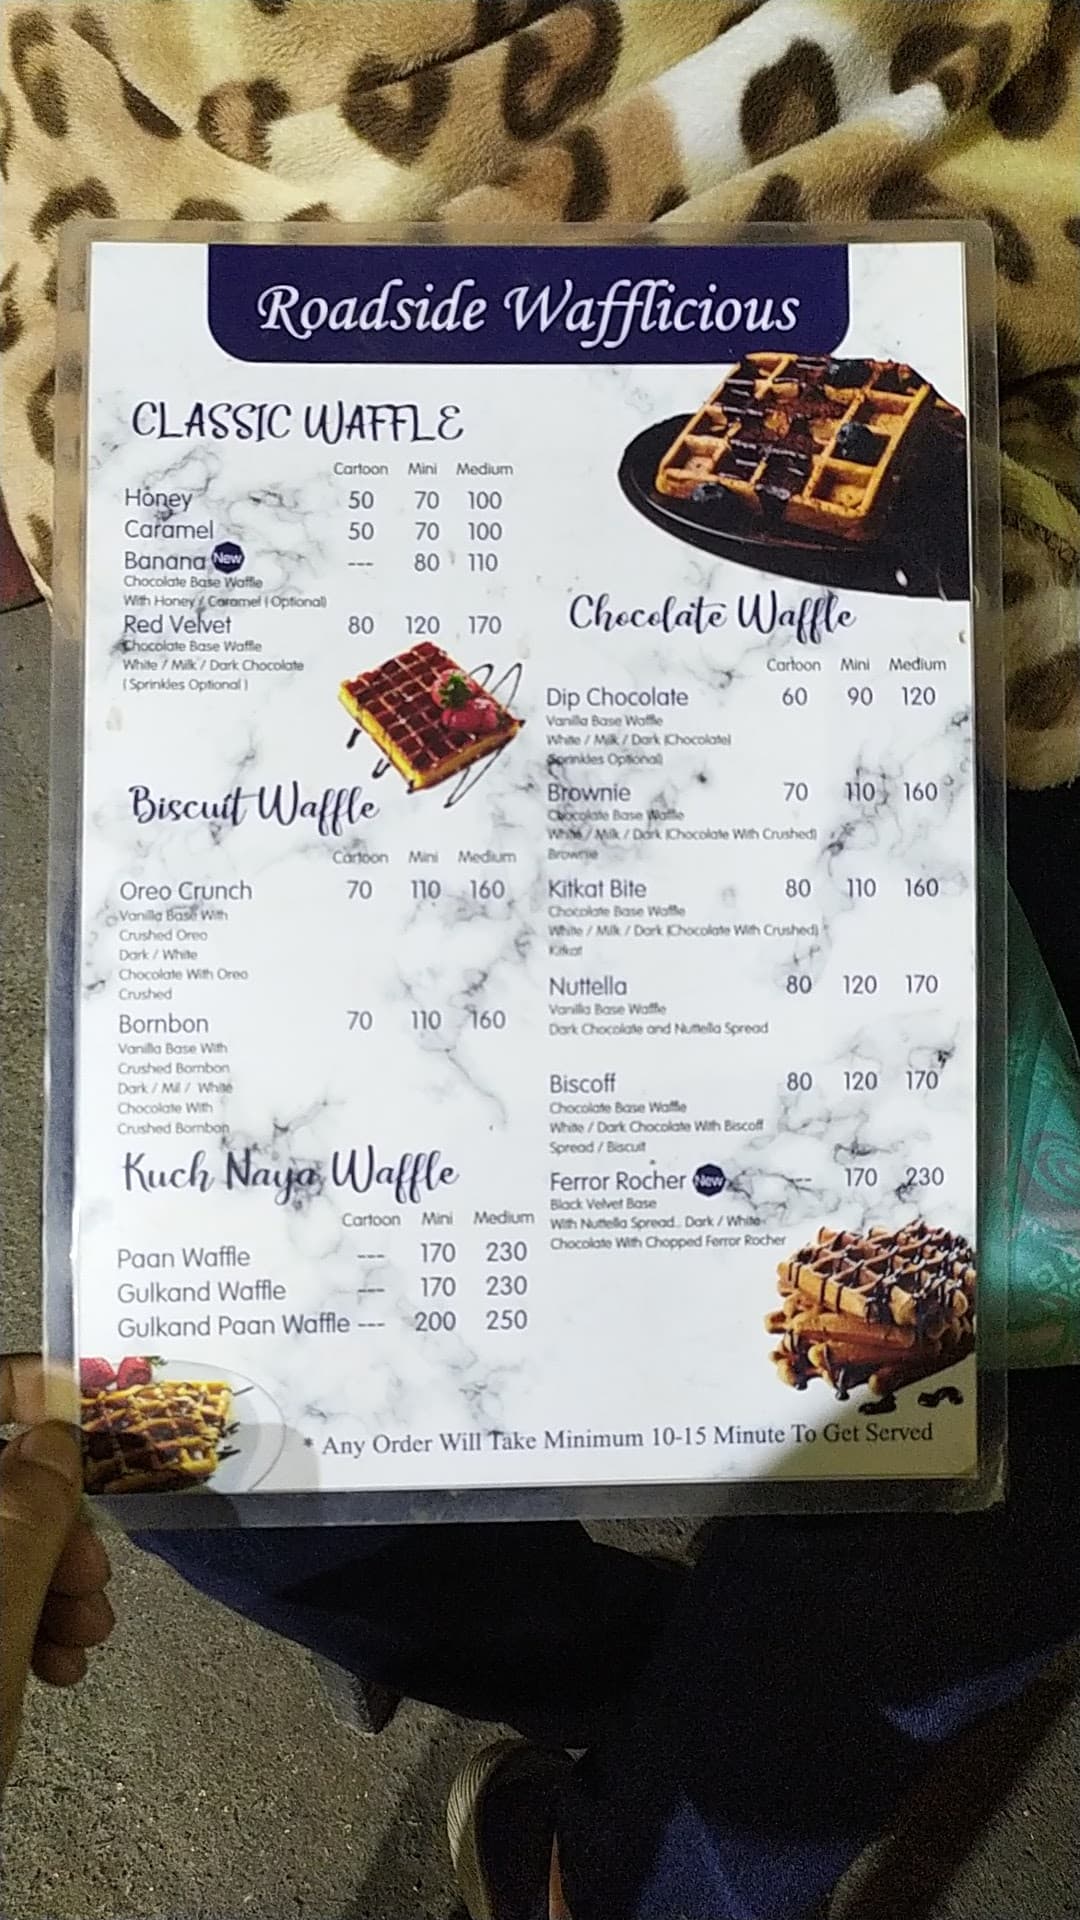 Roadside Wafflicious
CLASSIC WAFFLE
Cartoon Mini Medium
Honey 50 70 100
Caramel 50 70 100
Banana New --- 80 110
Chocolate Base Waffle
With Honey / Caramel (Optional)
Red Velvet 80 120 170
Chocolate Base Waffle
White / Milk / Dark Chocolate
(Sprinkles Optional)
Biscuit Waffle
Cartoon Mini Medium
Oreo Crunch 70 110 160
Vanilla Base With
Crushed Oreo
Dark / White
Chocolate With Oreo
Crushed
Bornbon 70 110 160
Vanilla Base With
Crushed Bornbon
Dark / Mil / White
Chocolate With
Crushed Bornbon
Kuch Naya Waffle
Cartoon Mini Medium
Paan Waffle --- 170 230
Gulkand Waffle --- 170 230
Gulkand Paan Waffle --- 200 250
Chocolate Waffle
Cartoon Mini Medium
Dip Chocolate 60 90 120
Vanilla Base Waffle
White / Milk / Dark (Chocolate)
Sprinkles Optional)
Brownie 70 110 160
Chocolate Base Waffle
White / Milk / Dark (Chocolate With Crushed)
Brownie
Kitkat Bite 80 110 160
Chocolate Base Waffle
White / Milk / Dark (Chocolate With Crushed)
Kitkat
Nuttella 80 120 170
Vanilla Base Waffle
Dark Chocolate and Nuttella Spread
Biscoff 80 120 170
Chocolate Base Waffle
White / Dark Chocolate With Biscoff
Spread / Biscuit
Ferror Rocher New --- 170 230
Black Velvet Base
With Nuttella Spread.. Dark / White
Chocolate With Chopped Ferror Rocher
* Any Order Will Take Minimum 10-15 Minute To Get Served